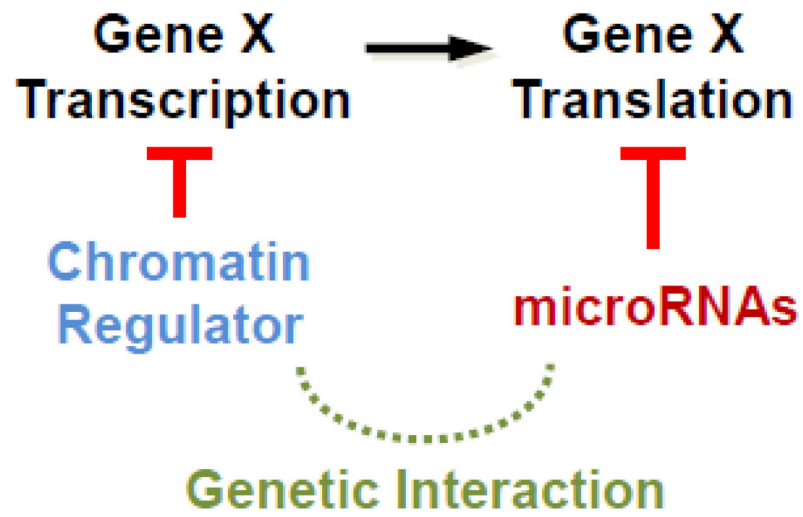 Gene X
Transcription
Gene X
Translation
Chromatin
Regulator
microRNAs
Genetic Interaction